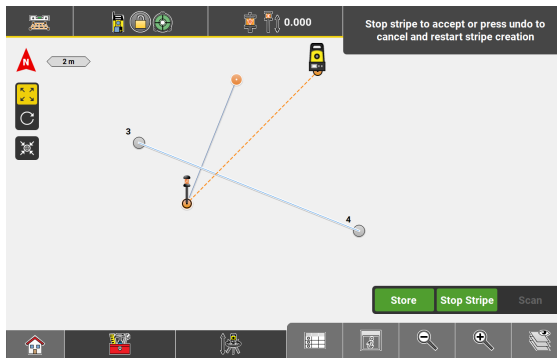 0.000
Stop stripe to accept or press undo to
cancel and restart stripe creation
N
2 m
3
4
Store
Stop Stripe
Scan